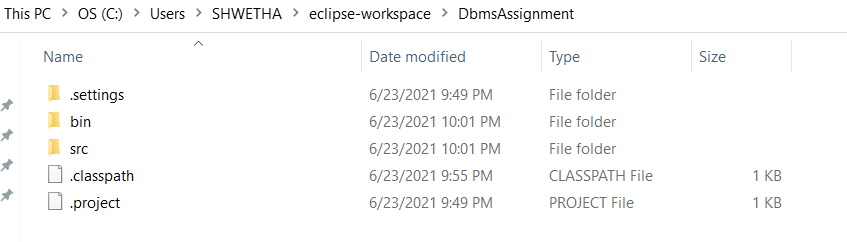 This PC > OS (C:) > Users > SHWETHA > eclipse-workspace > DbmsAssignment
Name Date modified Type Size
.settings 6/23/2021 9:49 PM File folder
bin 6/23/2021 10:01 PM File folder
src 6/23/2021 10:01 PM File folder
.classpath 6/23/2021 9:55 PM CLASSPATH File 1 KB
.project 6/23/2021 9:49 PM PROJECT File 1 KB